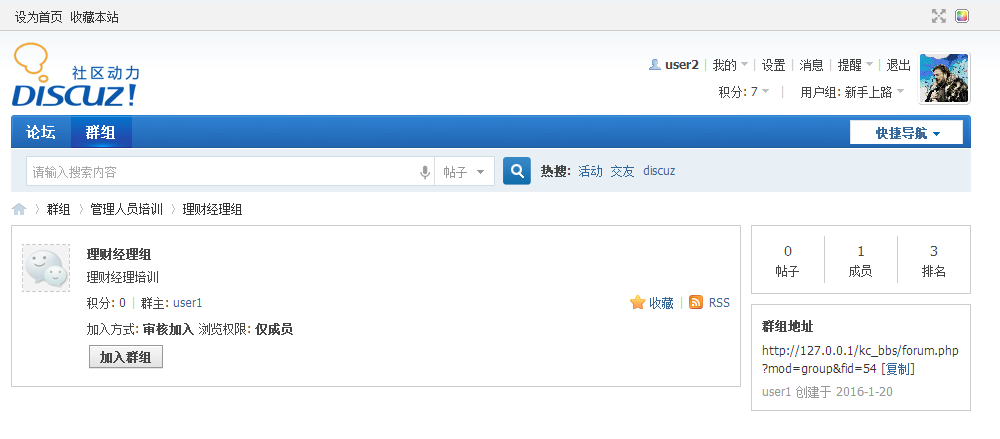 设为首页 收藏本站
社区动力
DISCUZ!
user2 我的 设置 消息 提醒 退出
积分: 7 用户组: 新手上路
论坛 群组 快捷导航
请输入搜索内容 帖子 热搜: 活动 交友 discuz
群组 管理人员培训 理财经理组
理财经理组
理财经理培训
积分: 0 群主: user1 收藏 RSS
加入方式: 审核加入 浏览权限: 仅成员
加入群组
0 1 3
帖子 成员 排名
群组地址
http://127.0.0.1/kc_bbs/forum.php
?mod=group&fid=54 [复制]
user1 创建于 2016-1-20